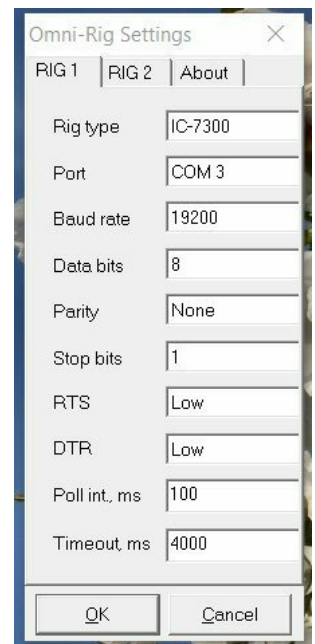 Omni-Rig Settings
RIG 1 RIG 2 About
Rig type IC-7300
Port COM 3
Baud rate 19200
Data bits 8
Parity None
Stop bits 1
RTS Low
DTR Low
Poll int., ms 100
Timeout, ms 4000
OK Cancel